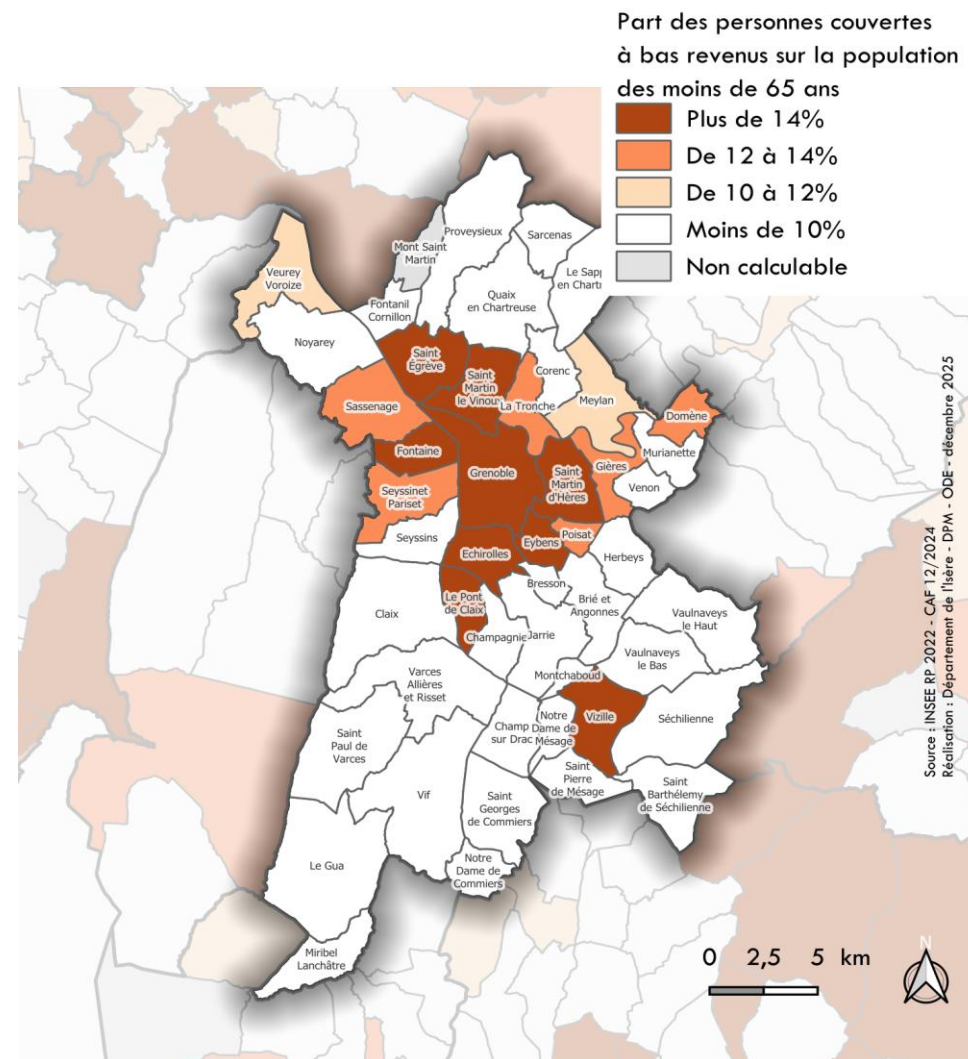 Part des personnes couvertes
à bas revenus sur la population
des moins de 65 ans
Plus de 14%
De 12 à 14%
De 10 à 12%
Moins de 10%
Non calculable
Proveysieux
Sarcenas
Mont Saint
Martin
Le Sapp
en Chartr
Veurey
Voroize
Quaix
en Chartreuse
Fontanil
Cornillon
Noyarey
Saint
Égrève
Saint
Martin
le Vinoux
Corenc
La Tronche
Meylan
Sassenage
Domène
Murianette
Fontaine
Grenoble
Saint
Martin
d'Hères
Gières
Venon
Seyssinet
Pariset
Seyssins
Eybens
Poisat
Echirolles
Herbeys
Bresson
Le Pont
de Claix
Claix
Brié et
Angonnes
Vaulnaveys
le Haut
Champagnie
Jarrie
Vaulnaveys
le Bas
Varces
Allières
et Risset
Montchaboud
Saint
Paul de
Varces
Champ
sur Drac
Notre
Dame de
Mésage
Vizille
Séchilienne
Vif
Saint
Georges
de Commiers
Saint
Pierre
de Mésage
Saint
Barthélemy
de Séchilienne
Le Gua
Notre
Dame de
Commiers
Miribel
Lanchâtre
0 2,5 5 km
N
Source : INSEE RP 2022 - CAF 12/2024
Réalisation : Département de l'Isère - DPM - ODE - décembre 2025